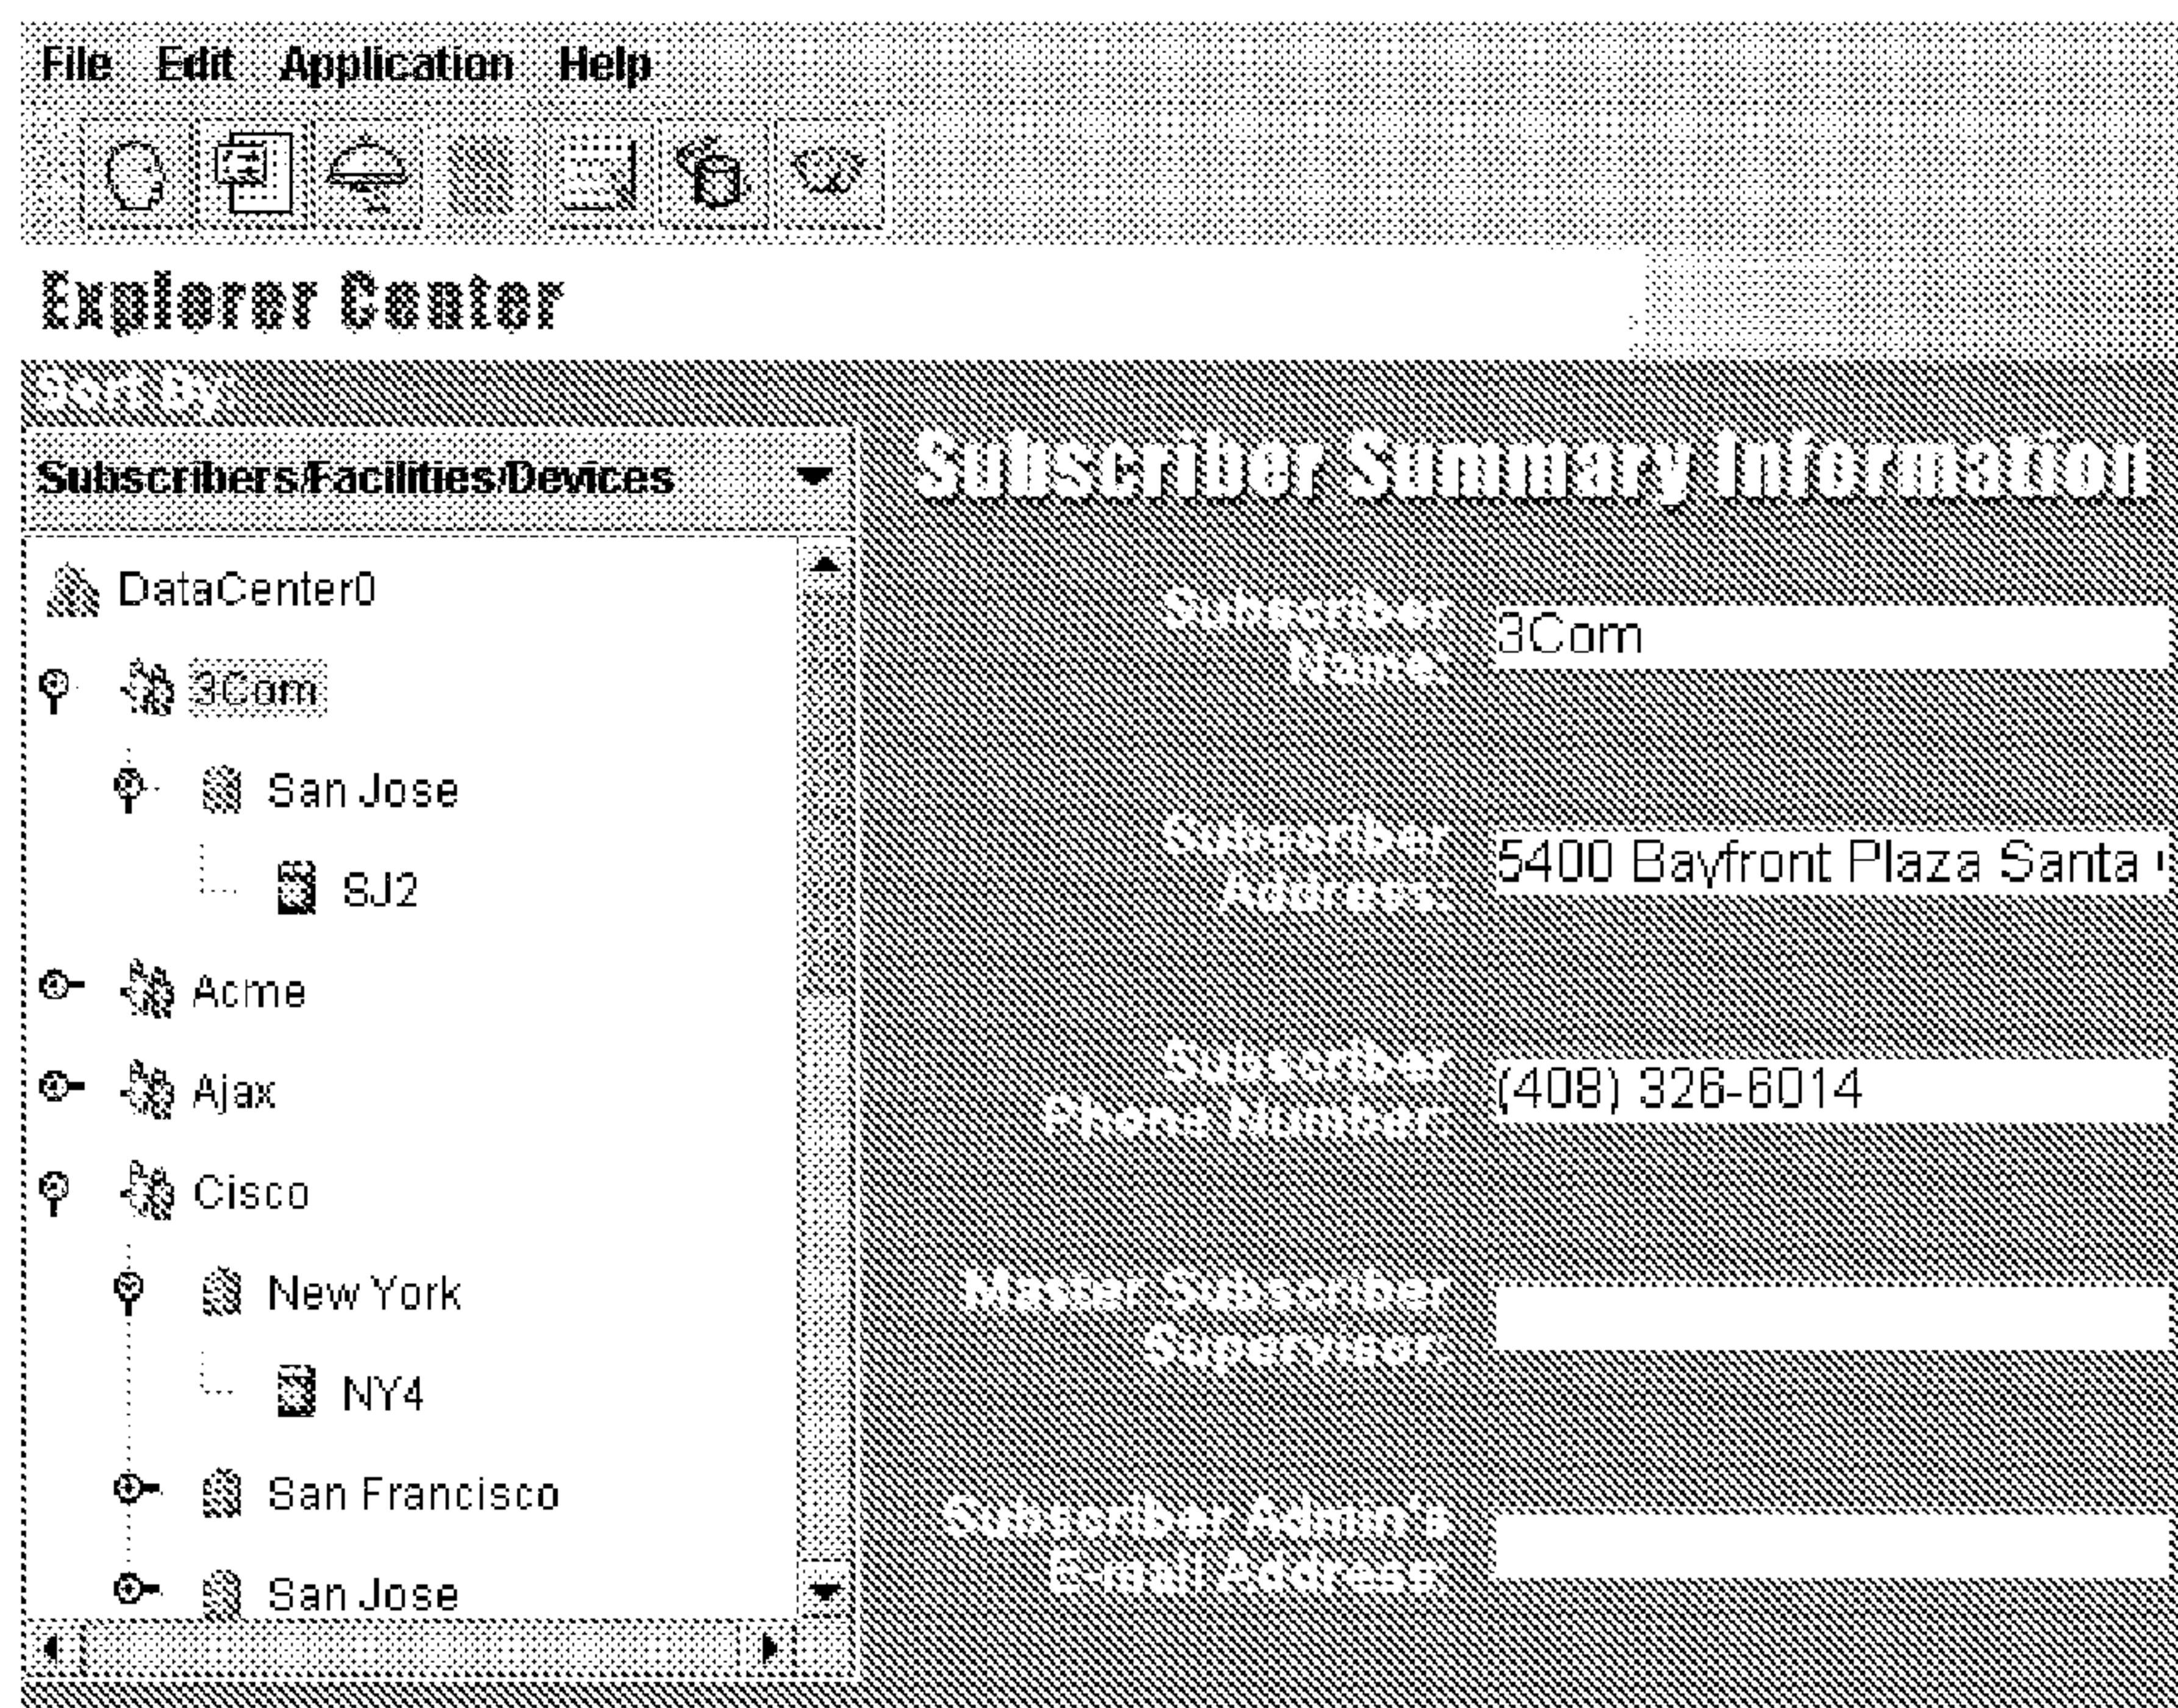 File Edit Application Help
Explorer Center
Sort By:
Subscribers/Facilities/Devices
DataCenter0
3Com
San Jose
SJ2
Acme
Ajax
Cisco
New York
NY4
San Francisco
San Jose
Subscriber Summary Information
Subscriber
Name:
3Com
Subscriber
Address:
5400 Bayfront Plaza Santa
Subscriber
Phone Number:
(408) 326-6014
Master Subscriber
Supervisor:
Subscriber Admin's
E-mail Address: